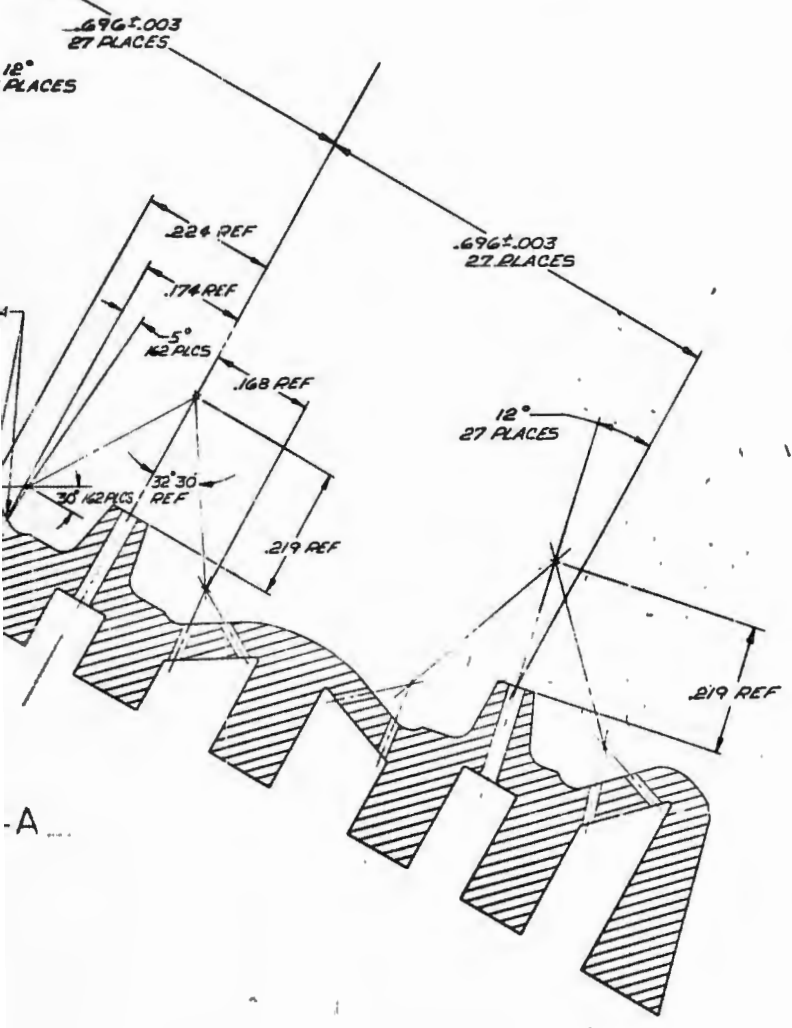 .696±.003
27 PLACES
12°
PLACES
.224 REF
.696±.003
27 PLACES
.174 REF
5°
162 PLCS
.168 REF
12°
27 PLACES
32°30'
REF
30° 162 PLCS
.219 REF
.219 REF
-A